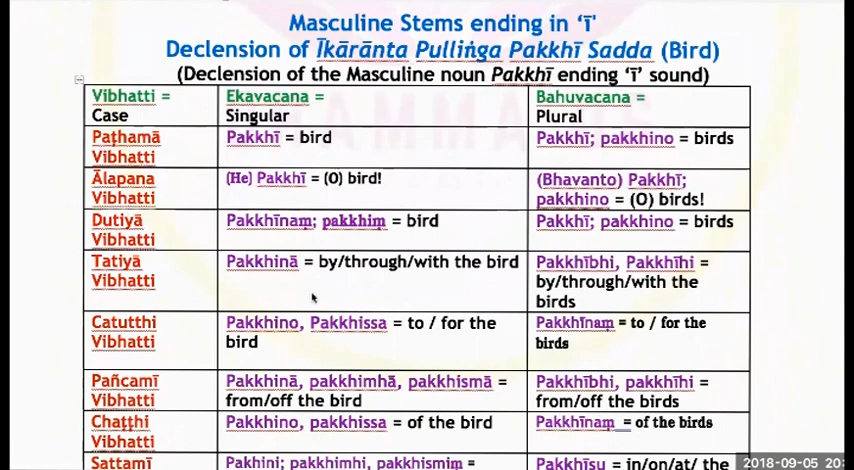 Masculine Stems ending in ‘ī'
Declension of Īkārānta Pulliṅga Pakkhī Sadda (Bird)
(Declension of the Masculine noun Pakkhī ending ‘ī’ sound)
Vibhatti = Ekavacana = Bahuvacana =
Case Singular Plural
Paṭhamā Pakkhī = bird Pakkhī; pakkhino = birds
Vibhatti
Ālapana (He) Pakkhī = (O) bird! (Bhavanto) Pakkhī;
Vibhatti pakkhino = (O) birds!
Dutiyā Pakkhīnaṃ; pakkhiṃ = bird Pakkhī; pakkhino = birds
Vibhatti
Tatiyā Pakkhinā = by/through/with the bird Pakkhībhi, Pakkhīhi =
Vibhatti by/through/with the
birds
Catutthi Pakkhino, Pakkhissa = to / for the Pakkhīnaṃ = to / for the
Vibhatti bird birds
Pañcamī Pakkhinā, pakkhimhā, pakkhismā = Pakkhībhi, pakkhīhi =
Vibhatti from/off the bird from/off the birds
Chaṭṭhi Pakkhino, pakkhissa = of the bird Pakkhīnaṃ = of the birds
Vibhatti
Sattamī Pakhini; pakkhimhi, pakkhismiṃ = Pakkhīsu = in/on/at/ the
2018-09-05 20: